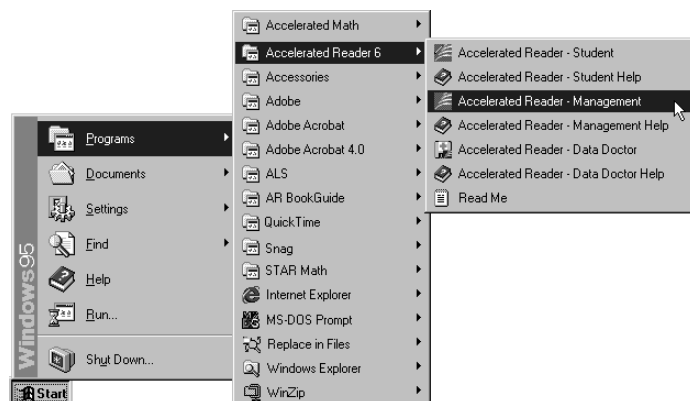 Programs
Documents
Settings
Find
Help
Run...
Shut Down...
Windows95
Start
Accelerated Math
Accelerated Reader 6
Accessories
Adobe
Adobe Acrobat
Adobe Acrobat 4.0
ALS
AR BookGuide
QuickTime
Snag
STAR Math
Internet Explorer
MS-DOS Prompt
Replace in Files
Windows Explorer
WinZip
Accelerated Reader - Student
Accelerated Reader - Student Help
Accelerated Reader - Management
Accelerated Reader - Management Help
Accelerated Reader - Data Doctor
Accelerated Reader - Data Doctor Help
Read Me